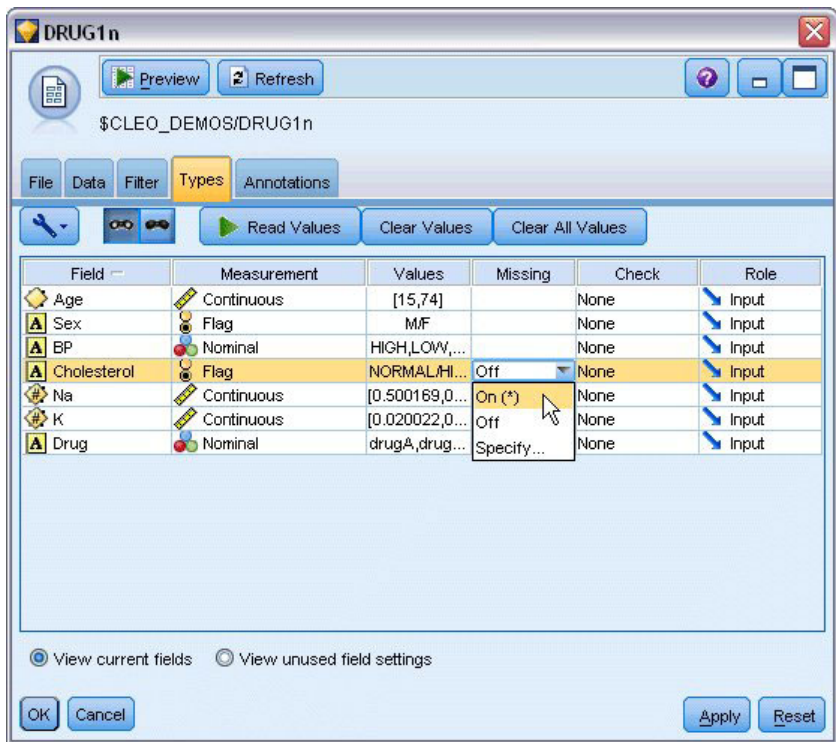 DRUG1n
Preview Refresh
$CLEO_DEMOS/DRUG1n
File Data Filter Types Annotations
Read Values Clear Values Clear All Values
Field Measurement Values Missing Check Role
Age Continuous [15,74] None Input
A Sex Flag M/F None Input
A BP Nominal HIGH,LOW,... None Input
A Cholesterol Flag NORMAL/HI... Off None Input
# Na Continuous [0.500169,0... On (*) None Input
# K Continuous [0.020022,0... Off None Input
A Drug Nominal drugA,drug... Specify... None Input
View current fields View unused field settings
OK Cancel Apply Reset